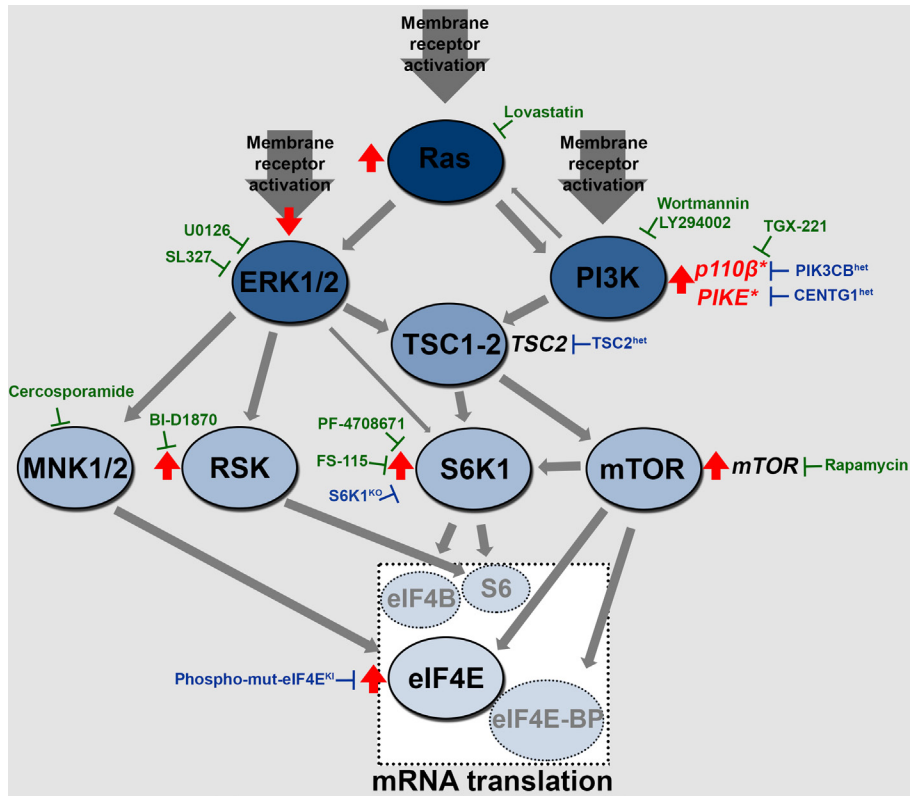 Membrane
receptor
activation
Lovastatin
Ras
Membrane
receptor
activation
Membrane
receptor
activation
Wortmannin
LY294002
TGX-221
U0126
SL327
ERK1/2
PI3K
p110β*
PIK3CBhet
PIKE*
CENTG1het
TSC1-2
TSC2
TSC2het
Cercosporamide
BI-D1870
PF-4708671
FS-115
S6K1KO
MNK1/2
RSK
S6K1
mTOR
mTOR
Rapamycin
eIF4B
S6
Phospho-mut-eIF4EKI
eIF4E
eIF4E-BP
mRNA translation